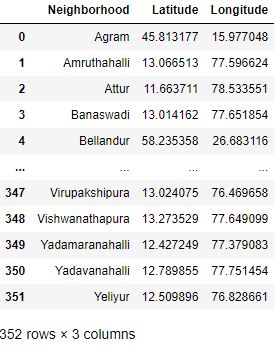 Neighborhood Latitude Longitude
0 Agram 45.813177 15.977048
1 Amruthahalli 13.066513 77.596624
2 Attur 11.663711 78.533551
3 Banaswadi 13.014162 77.651854
4 Bellandur 58.235358 26.683116
... ... ... ...
347 Virupakshipura 13.024075 76.469658
348 Vishwanathapura 13.273529 77.649099
349 Yadamaranahalli 12.427249 77.379083
350 Yadavanahalli 12.789855 77.751454
351 Yeliyur 12.509896 76.828661
352 rows × 3 columns